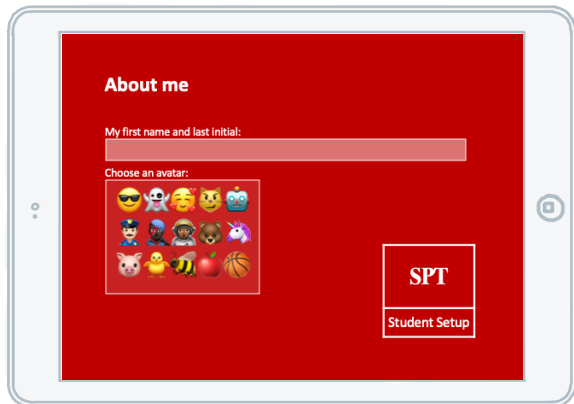 About me
My first name and last initial:
Choose an avatar:
SPT
Student Setup